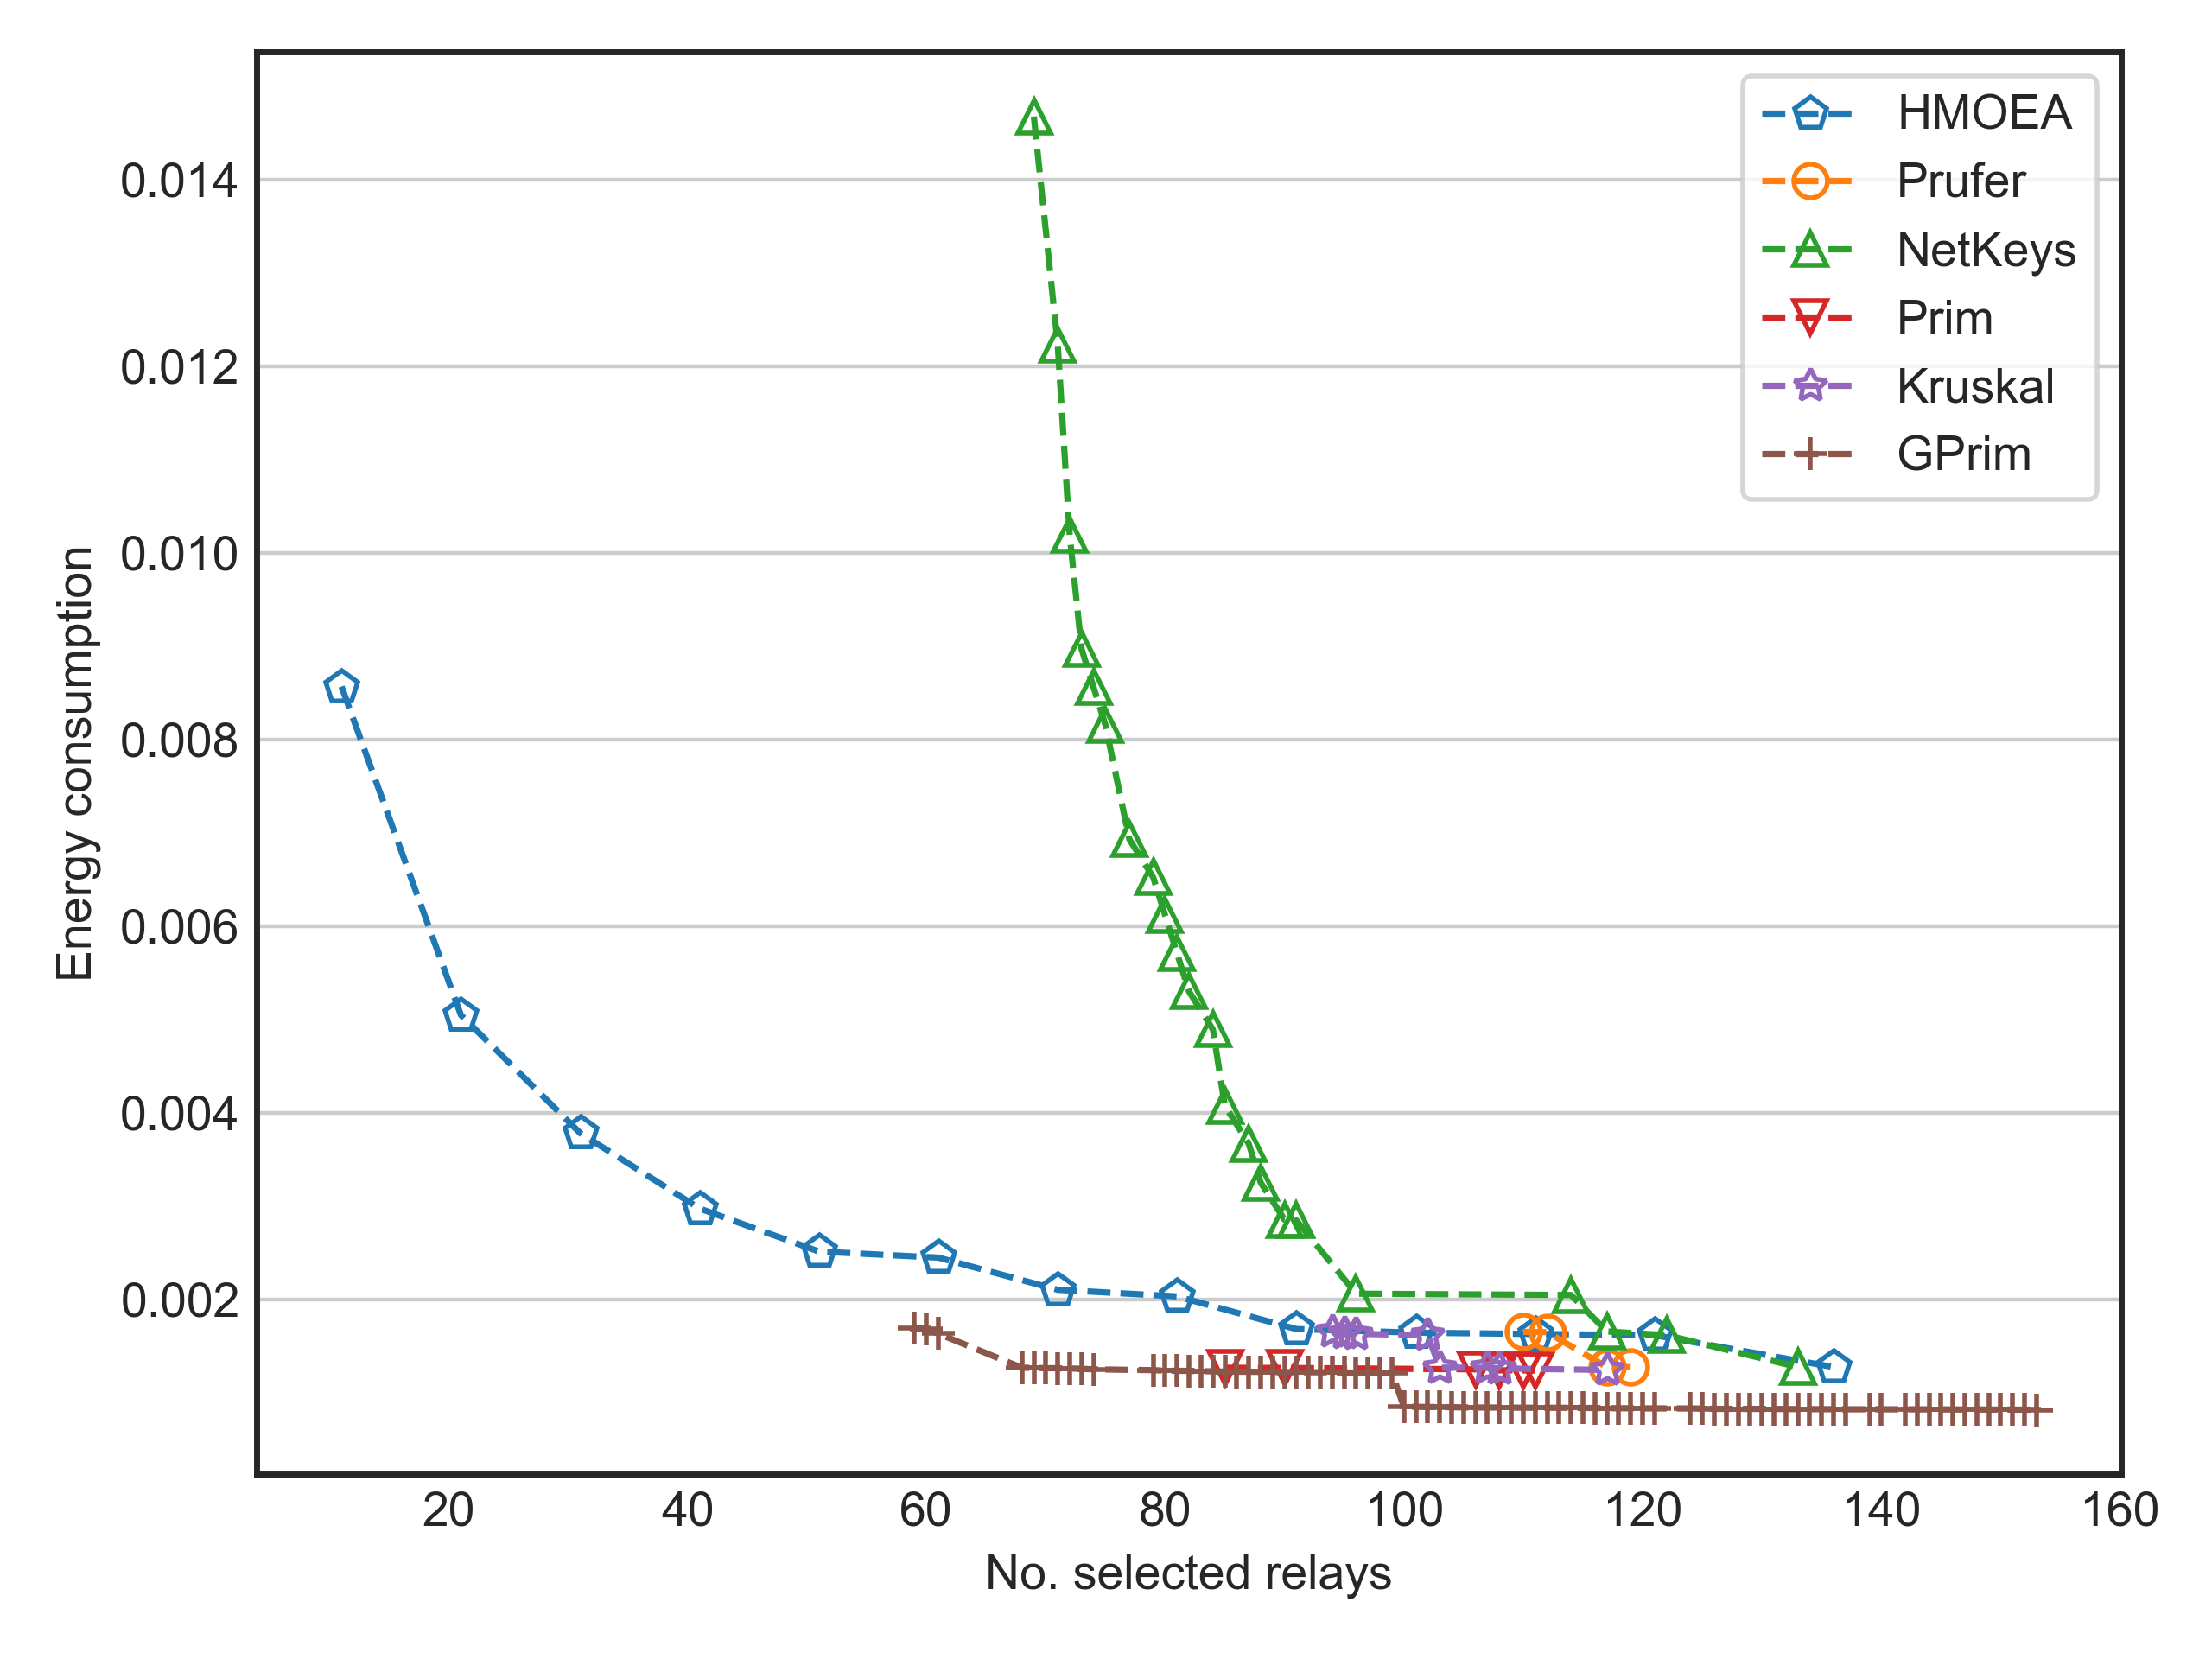 HMOEA
Prufer
NetKeys
Prim
Kruskal
GPrim
0.014
0.012
0.010
0.008
0.006
0.004
0.002
Energy consumption
20 40 60 80 100 120 140 160
No. selected relays